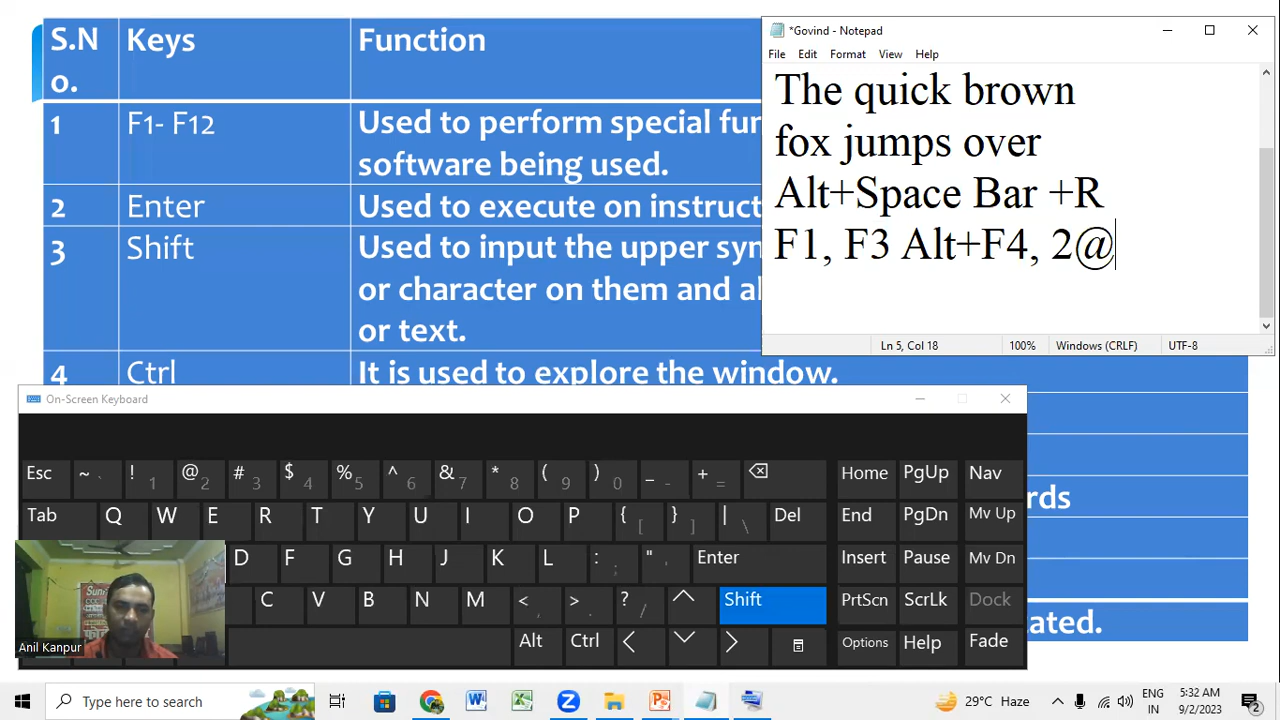 S.N
o.
Keys
Function
1
F1- F12
Used to perform special fun
software being used.
2
Enter
Used to execute on instruct
3
Shift
Used to input the upper sym
or character on them and al
or text.
4
Ctrl
It is used to explore the window.
rds
ated.
*Govind - Notepad
File Edit Format View Help
The quick brown
fox jumps over
Alt+Space Bar +R
F1, F3 Alt+F4, 2@
Ln 5, Col 18 100% Windows (CRLF) UTF-8
On-Screen Keyboard
Esc ~ ` ! 1 @ 2 # 3 $ 4 % 5 ^ 6 & 7 * 8 ( 9 ) 0 _ - + = Home PgUp Nav
Tab Q W E R T Y U I O P { [ } ] | \ Del End PgDn Mv Up
D F G H J K L : ; " ' Enter Insert Pause Mv Dn
C V B N M < , > . ? / Shift PrtScn ScrLk Dock
Alt Ctrl Options Help Fade
Anil Kanpur
Type here to search
29°C Haze
ENG
IN
5:32 AM
9/2/2023
2